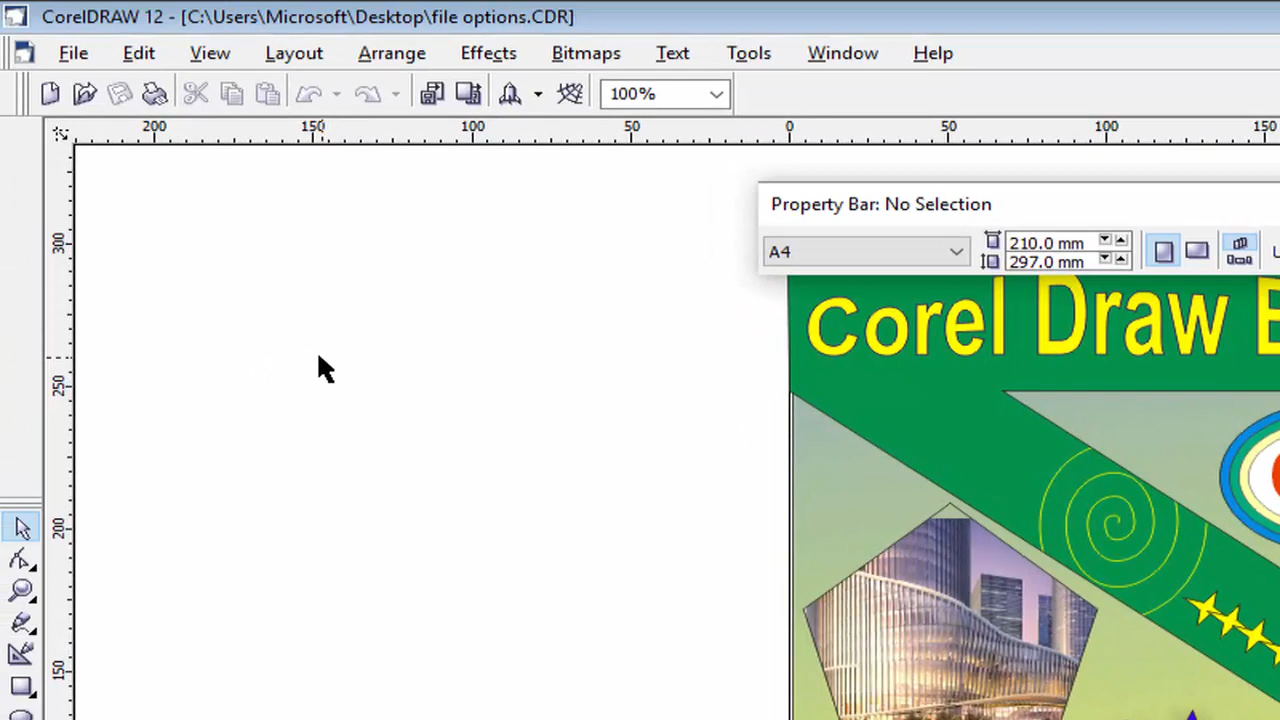 CorelDRAW 12 - [C:\Users\Microsoft\Desktop\file options.CDR]
File Edit View Layout Arrange Effects Bitmaps Text Tools Window Help
100%
200 150 100 50 0 50 100 150
300
250
200
150
Property Bar: No Selection
A4
210.0 mm
297.0 mm
Corel Draw